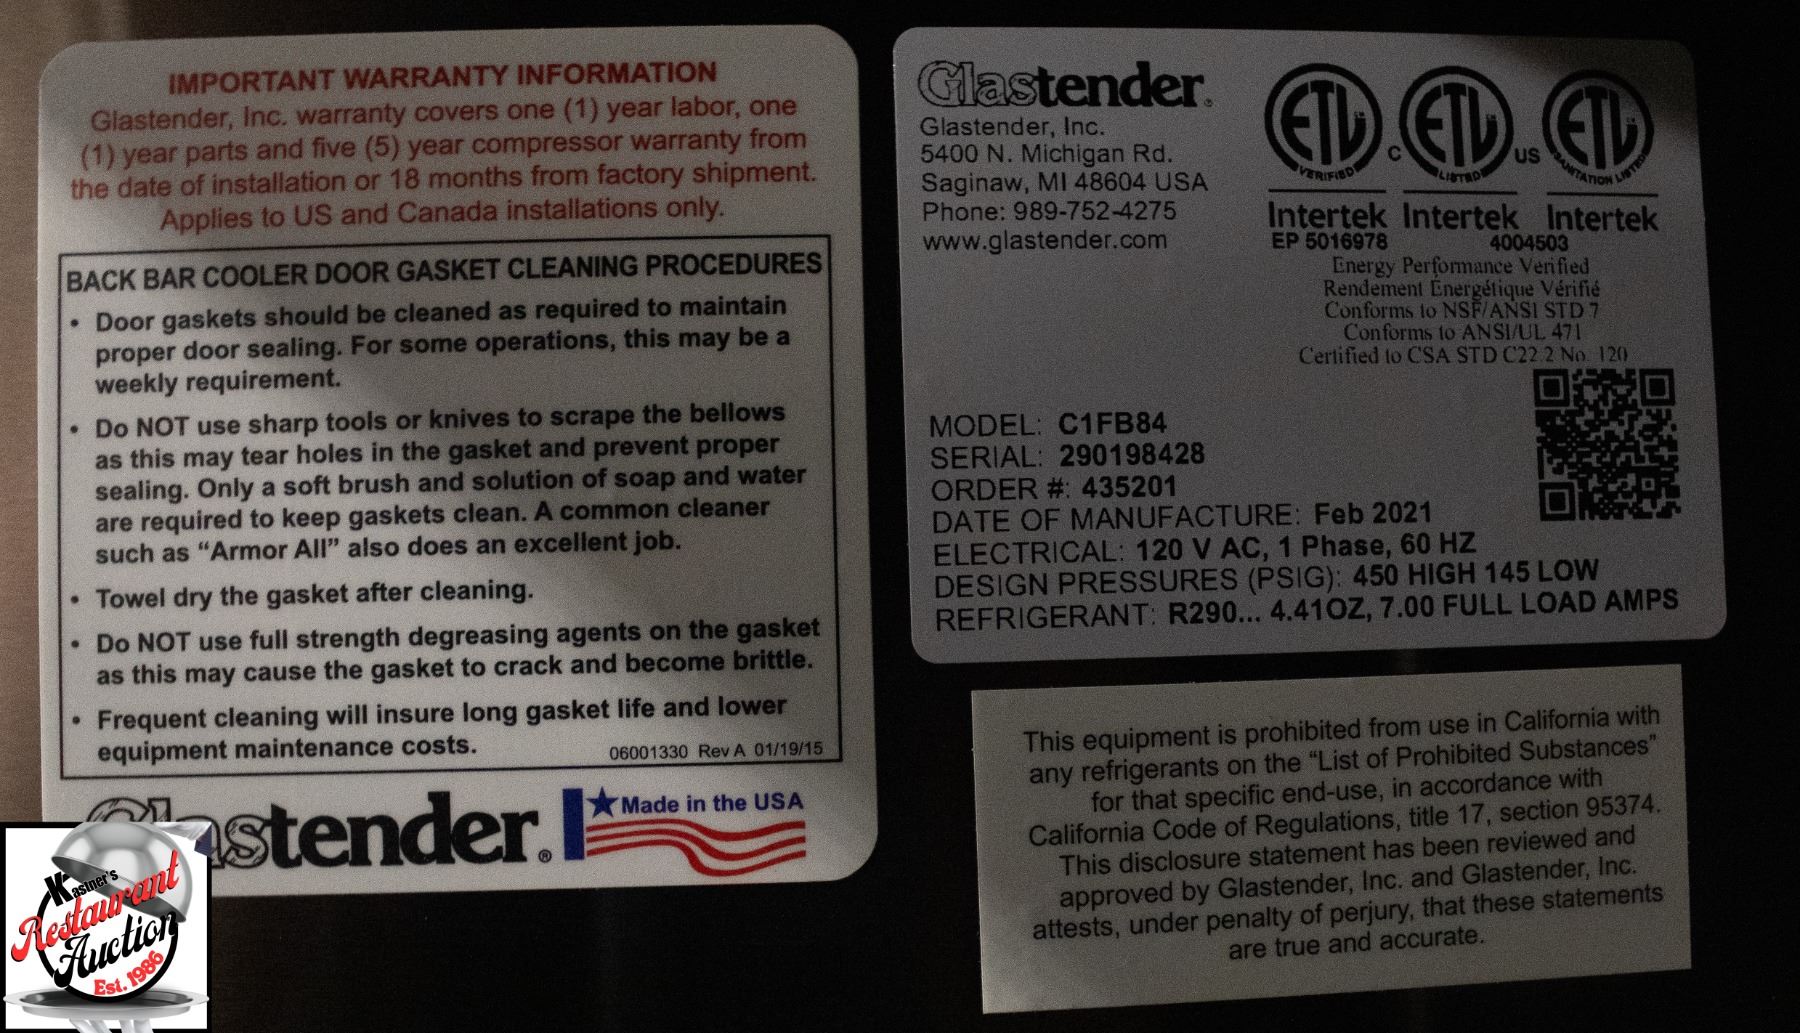 IMPORTANT WARRANTY INFORMATION
Glastender, Inc. warranty covers one (1) year labor, one
(1) year parts and five (5) year compressor warranty from
the date of installation or 18 months from factory shipment.
Applies to US and Canada installations only.
BACK BAR COOLER DOOR GASKET CLEANING PROCEDURES
• Door gaskets should be cleaned as required to maintain
proper door sealing. For some operations, this may be a
weekly requirement.
• Do NOT use sharp tools or knives to scrape the bellows
as this may tear holes in the gasket and prevent proper
sealing. Only a soft brush and solution of soap and water
are required to keep gaskets clean. A common cleaner
such as “Armor All” also does an excellent job.
• Towel dry the gasket after cleaning.
• Do NOT use full strength degreasing agents on the gasket
as this may cause the gasket to crack and become brittle.
• Frequent cleaning will insure long gasket life and lower
equipment maintenance costs.
06001330 Rev A 01/19/15
Glastender®
Made in the USA
Kastner's
Restaurant
Auction
Est. 1986
Glastender®
Glastender, Inc.
5400 N. Michigan Rd.
Saginaw, MI 48604 USA
Phone: 989-752-4275
www.glastender.com
ETL ETL ETL
VERIFIED C LISTED US SANITATION LISTED
Intertek Intertek Intertek
EP 5016978 4004503
Energy Performance Verified
Rendement Énergétique Vérifié
Conforms to NSF/ANSI STD 7
Conforms to ANSI/UL 471
Certified to CSA STD C22.2 No. 120
MODEL: C1FB84
SERIAL: 290198428
ORDER #: 435201
DATE OF MANUFACTURE: Feb 2021
ELECTRICAL: 120 V AC, 1 Phase, 60 HZ
DESIGN PRESSURES (PSIG): 450 HIGH 145 LOW
REFRIGERANT: R290... 4.41OZ, 7.00 FULL LOAD AMPS
This equipment is prohibited from use in California with
any refrigerants on the “List of Prohibited Substances”
for that specific end-use, in accordance with
California Code of Regulations, title 17, section 95374.
This disclosure statement has been reviewed and
approved by Glastender, Inc. and Glastender, Inc.
attests, under penalty of perjury, that these statements
are true and accurate.